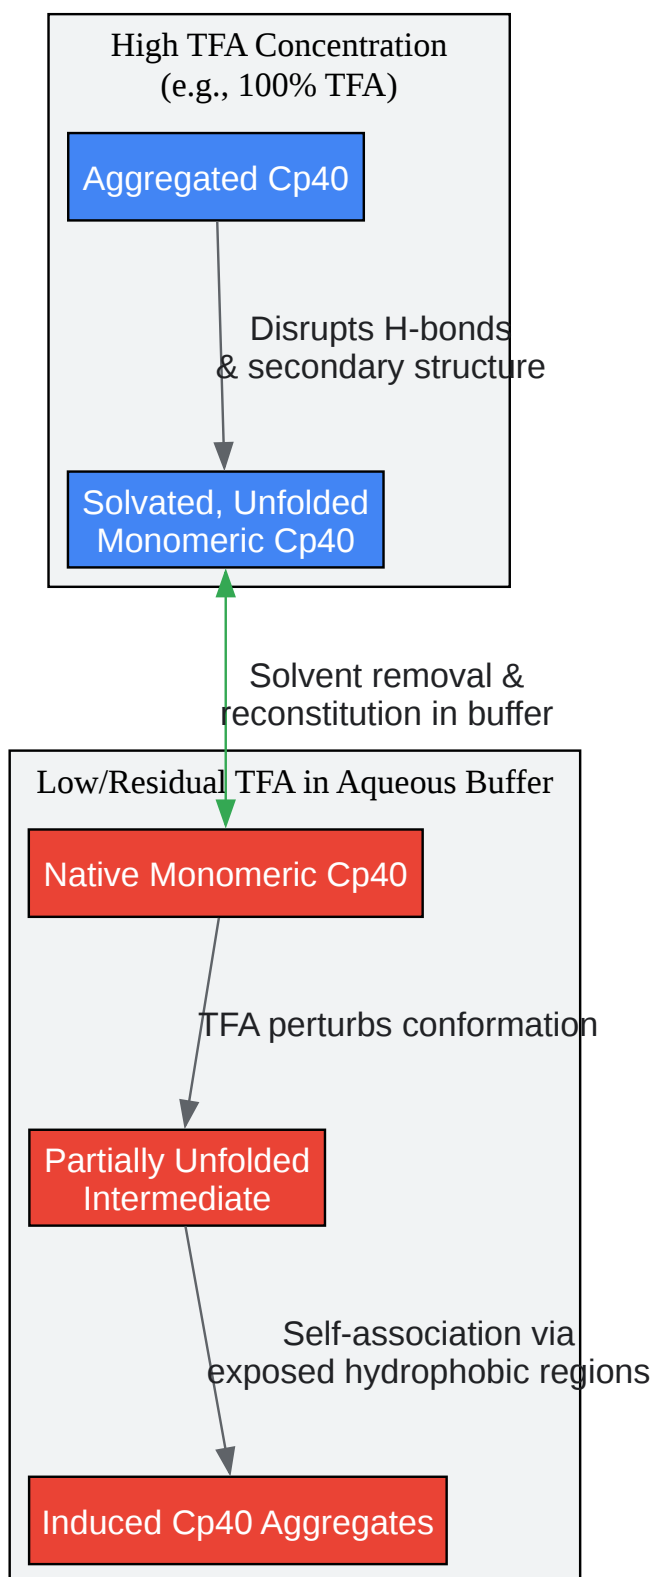 High TFA Concentration
(e.g., 100% TFA)
Aggregated Cp40
Disrupts H-bonds
& secondary structure
Solvated, Unfolded
Monomeric Cp40
Solvent removal &
reconstitution in buffer
Low/Residual TFA in Aqueous Buffer
Native Monomeric Cp40
TFA perturbs conformation
Partially Unfolded
Intermediate
Self-association via
exposed hydrophobic regions
Induced Cp40 Aggregates